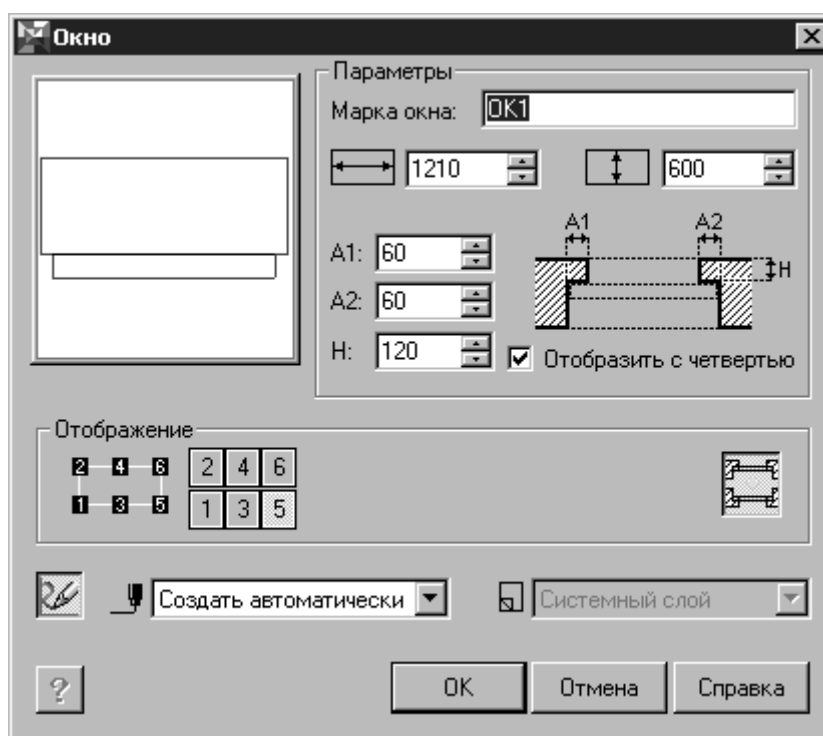 Окно
Параметры
Марка окна: ОК1
1210 600
A1 A2
A1: 60
H
A2: 60
H: 120 Отобразить с четвертью
Отображение
2 4 6 2 4 6
1 3 5 1 3 5
Создать автоматически Системный слой
? OK Отмена Справка